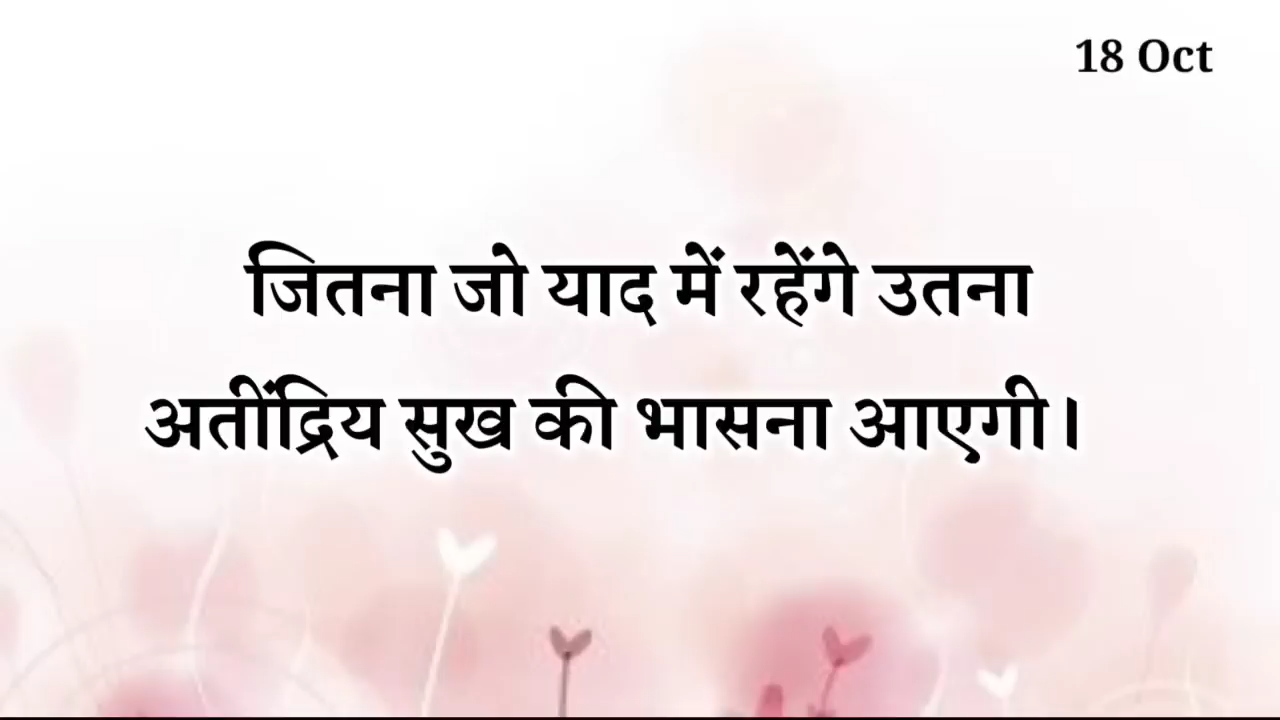 18 Oct
जितना जो याद में रहेंगे उतना
अतींद्रिय सुख की भासना आएगी।